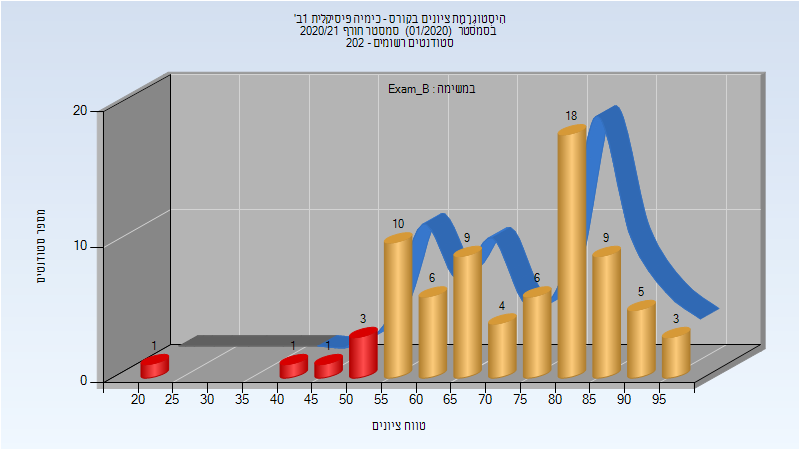 היסטוגרמת ציונים בקורס - כימיה פיסיקלית 1ב'
בסמסטר (01/2020) סמסטר חורף 2020/21
סטודנטים רשומים - 202
במשימה : Exam_B
מספר סטודנטים
20
10
0
1
1
1
3
10
6
9
4
6
18
9
5
3
20 25 30 35 40 45 50 55 60 65 70 75 80 85 90 95
טווח ציונים